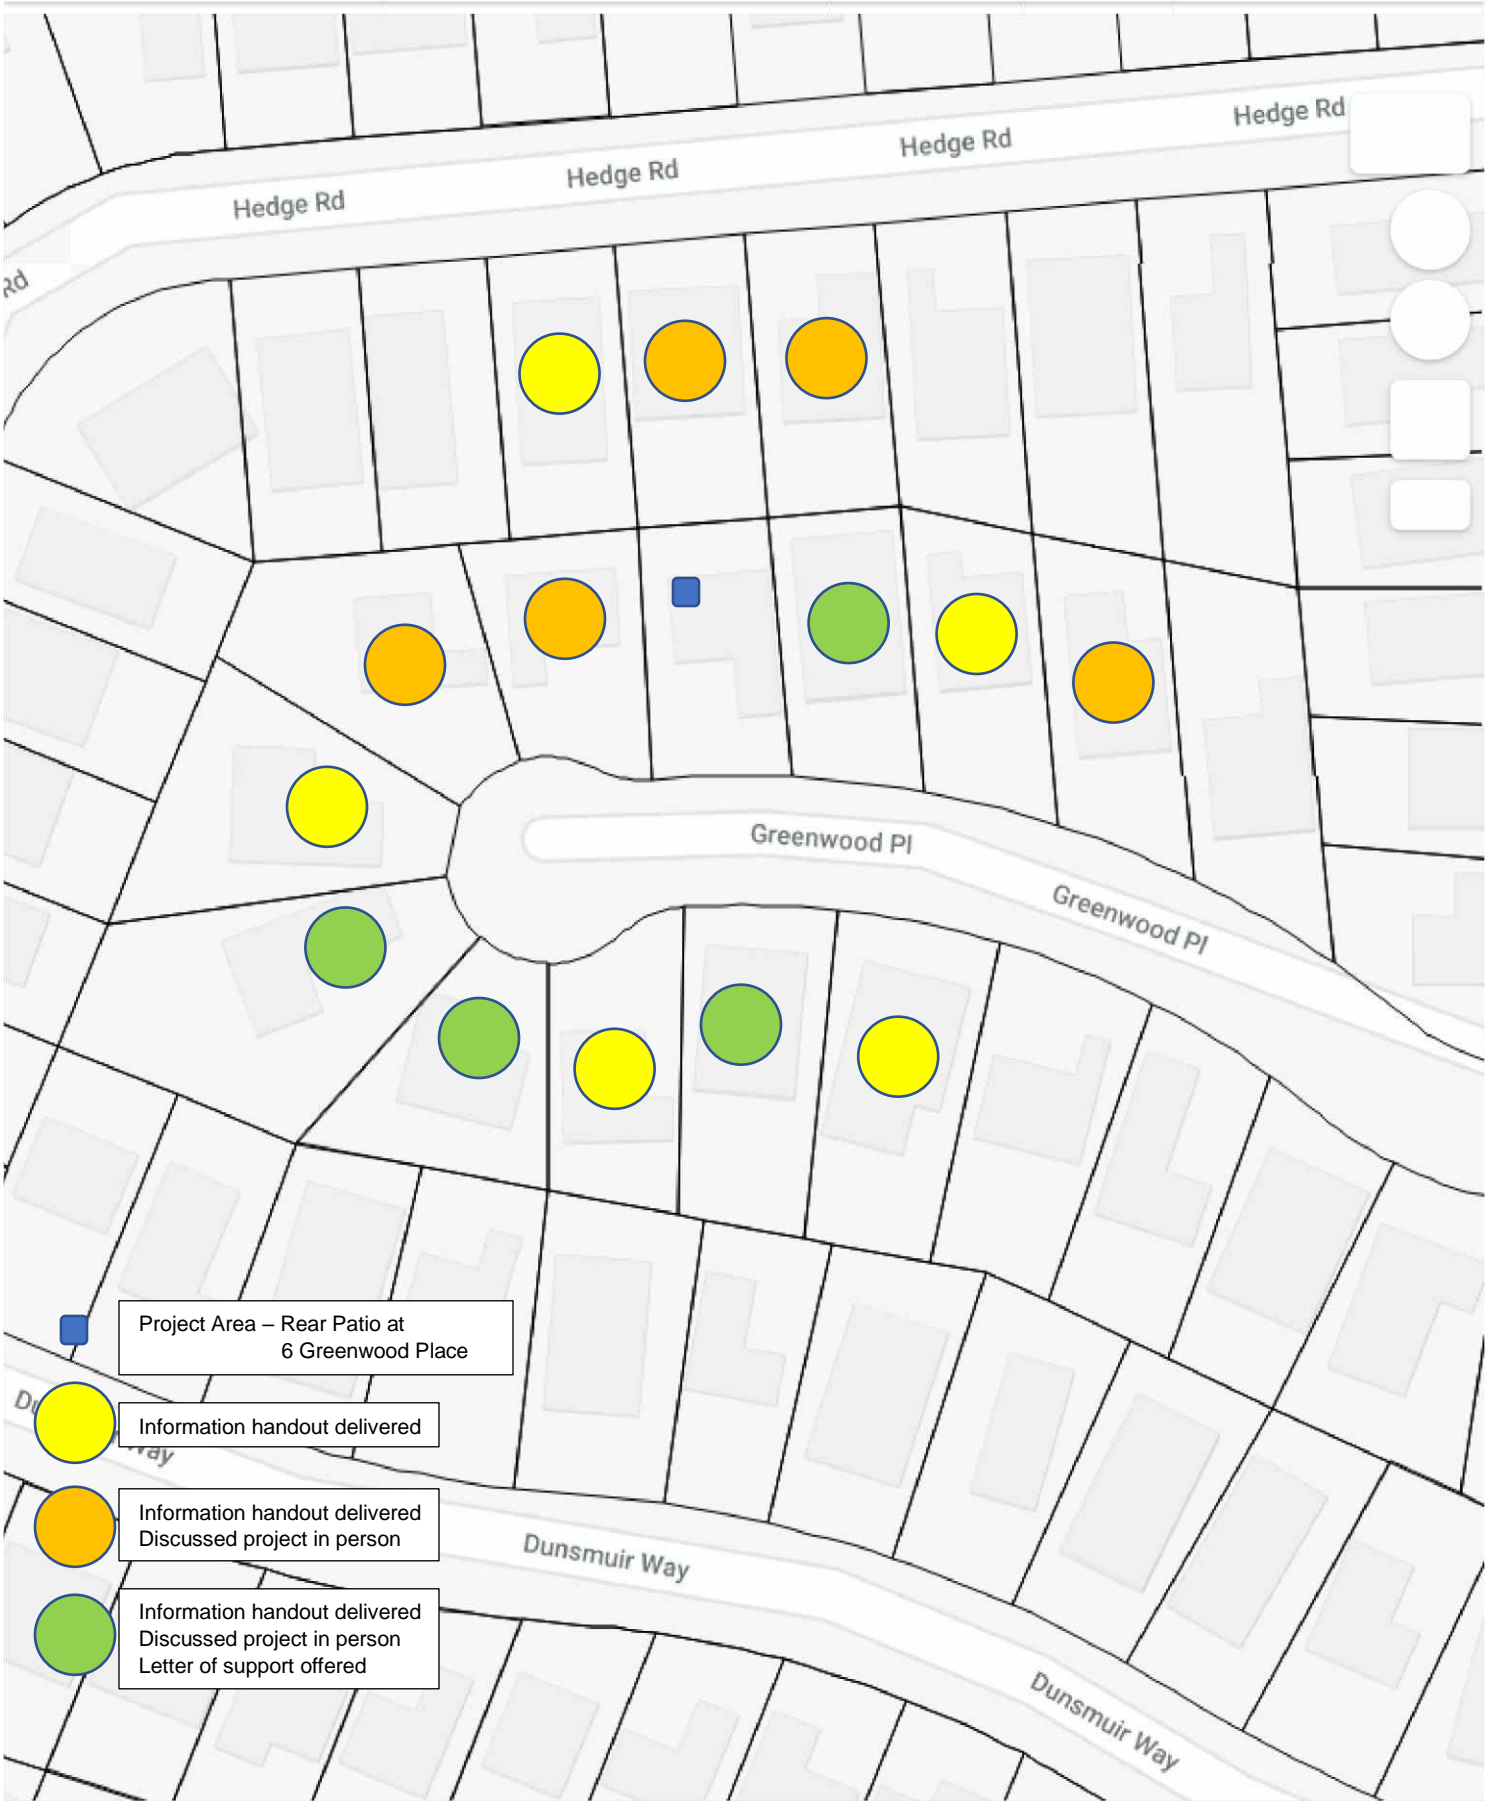 Hedge Rd
Hedge Rd
Hedge Rd
Hedge Rd
Rd
Greenwood Pl
Greenwood Pl
Project Area – Rear Patio at
6 Greenwood Place
Information handout delivered
Way
Information handout delivered
Discussed project in person
Dunsmuir Way
Information handout delivered
Discussed project in person
Letter of support offered
Dunsmuir Way